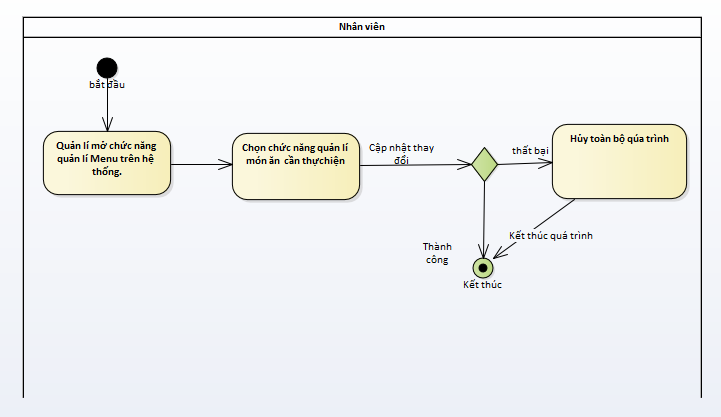 Nhân viên
bắt đầu
Quản lí mở chức năng
quản lí Menu trên hệ
thống.
Chọn chức năng quản lí
món ăn cần thựchiện
Cập nhật thay
đổi
thất bại
Hủy toàn bộ qúa trình
Thành
công
Kết thúc quá trình
Kết thúc